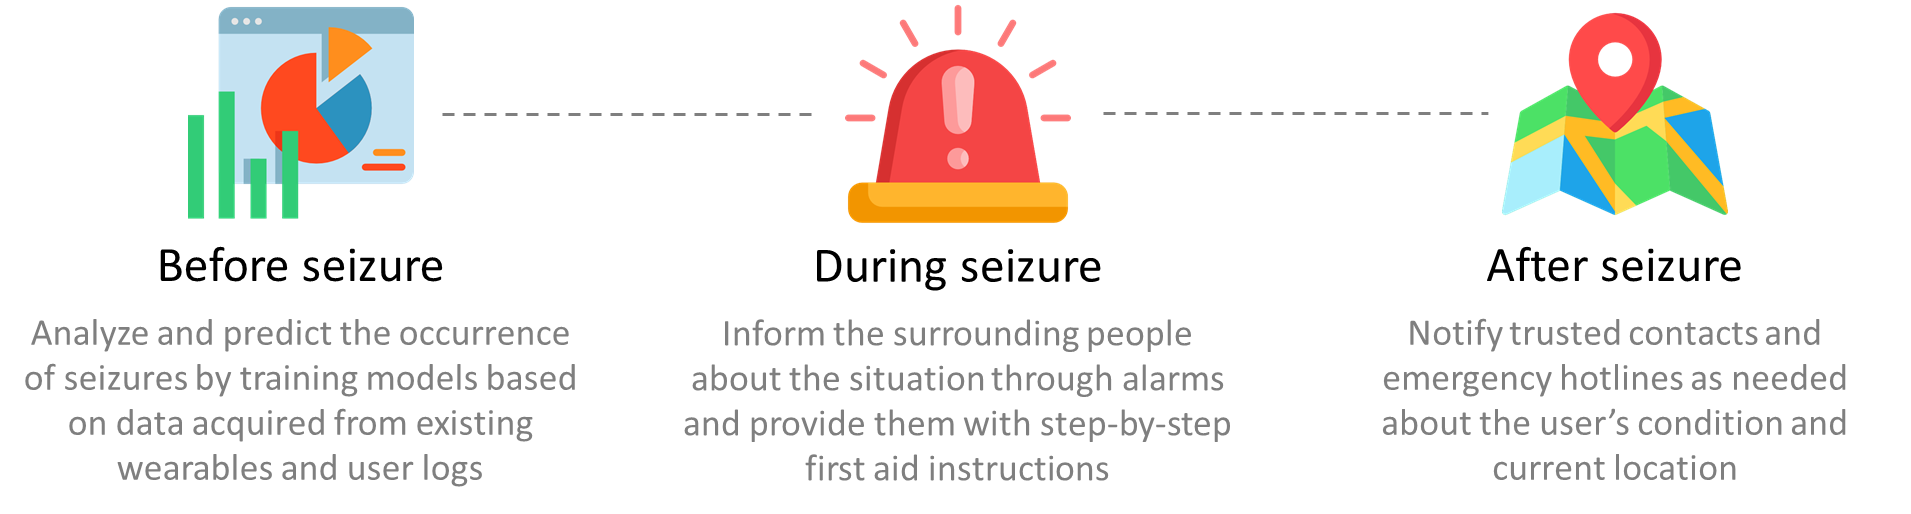 Before seizure
Analyze and predict the occurrence
of seizures by training models based
on data acquired from existing
wearables and user logs
During seizure
Inform the surrounding people
about the situation through alarms
and provide them with step-by-step
first aid instructions
After seizure
Notify trusted contacts and
emergency hotlines as needed
about the user’s condition and
current location